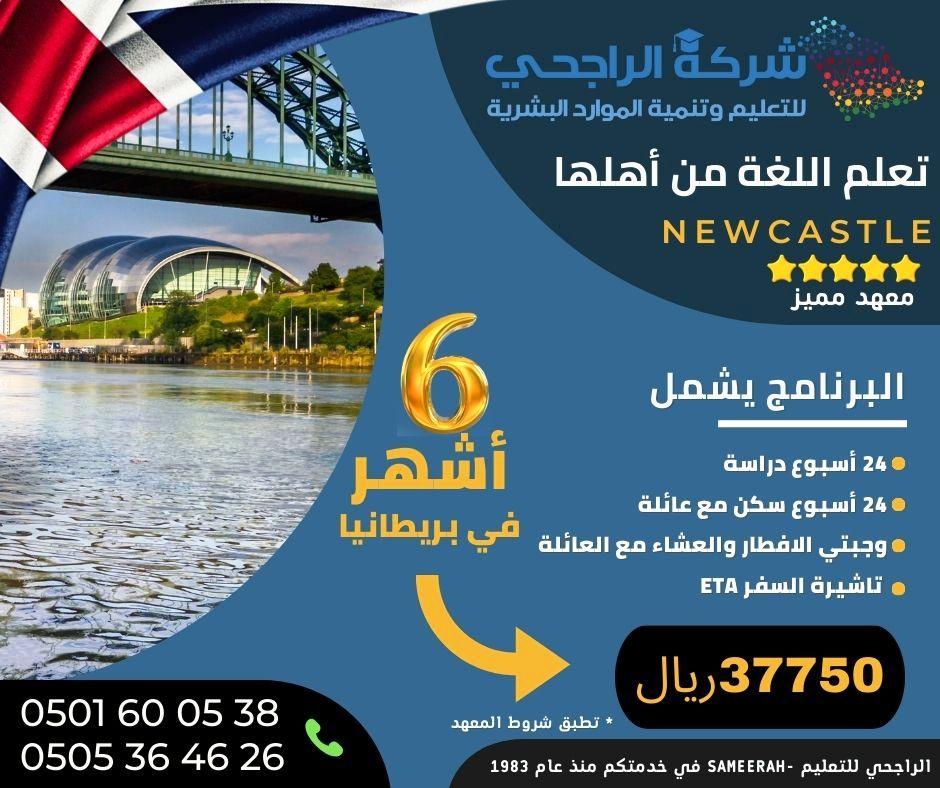 شركة الراجحي
للتعليم وتنمية الموارد البشرية
تعلم اللغة من أهلها
NEWCASTLE
معهد مميز
6
أشهر
في بريطانيا
البرنامج يشمل
24 أسبوع دراسة
24 أسبوع سكن مع عائلة
وجبتي الافطار والعشاء مع العائلة
تاشيرة السفر ETA
37750ريال
* تطبق شروط المعهد
0501 60 05 38
0505 36 46 26
الراجحي للتعليم -SAMEERAH في خدمتكم منذ عام 1983